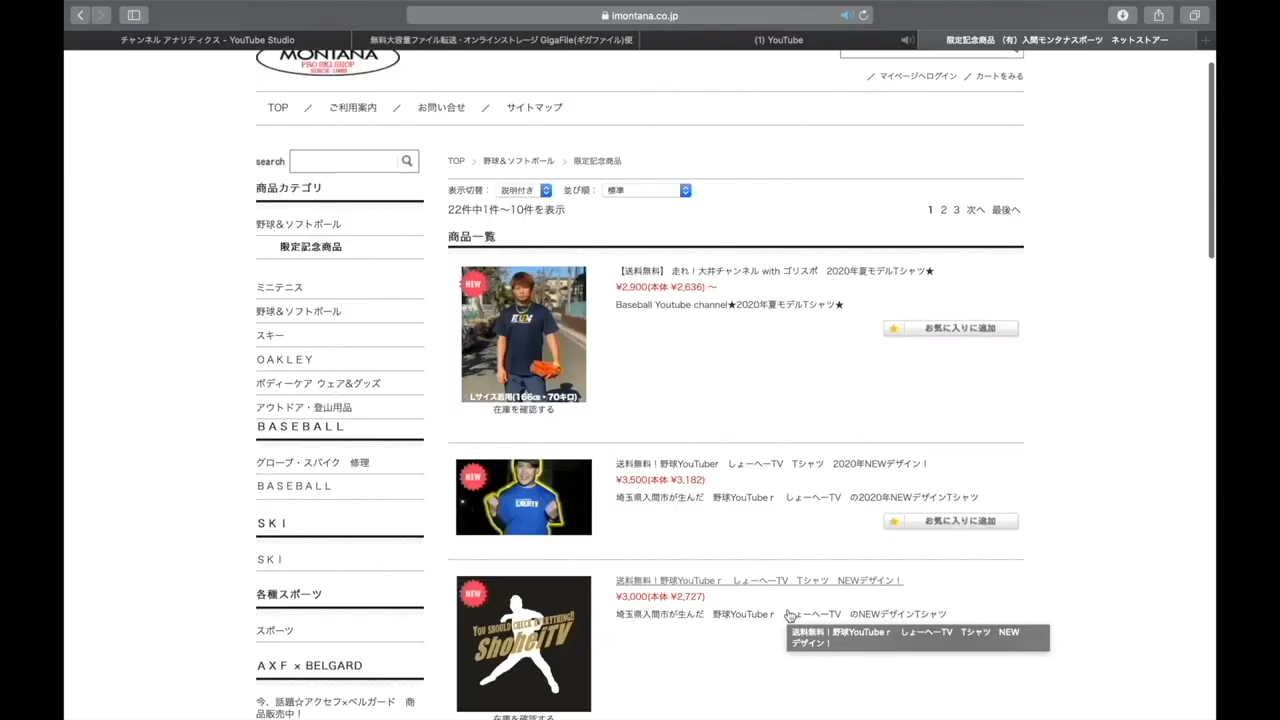 imontana.co.jp
チャンネル アナリティクス - YouTube Studio
無料大容量ファイル転送・オンラインストレージ GigaFile(ギガファイル)便
(1) YouTube
限定記念商品 （有）入間モンタナスポーツ　ネットストアー
MONTANA
PRO SKI SHOP
／ マイページへログイン ／ カートをみる
TOP ／ ご利用案内 ／ お問い合せ ／ サイトマップ
search
商品カテゴリ
野球＆ソフトボール
限定記念商品
ミニテニス
野球＆ソフトボール
スキー
ＯＡＫＬＥＹ
ボディーケア ウェア&グッズ
アウトドア・登山用品
ＢＡＳＥＢＡＬＬ
グローブ・スパイク　修理
ＢＡＳＥＢＡＬＬ
ＳＫＩ
ＳＫＩ
各種スポーツ
スポーツ
ＡＸＦ × BELGARD
今、話題☆アクセフ×ベルガード　商
品販売中！
TOP > 野球＆ソフトボール > 限定記念商品
表示切替： 説明付き 並び順： 標準
22件中1件〜10件を表示
1 2 3 次へ 最後へ
商品一覧
NEW
RUN
Lサイズ着用(166㎝・70キロ)
在庫を確認する
【送料無料】 走れ！大井チャンネル with ゴリスポ　2020年夏モデルTシャツ★
¥2,900(本体 ¥2,636) 〜
Baseball Youtube channel★2020年夏モデルTシャツ★
お気に入りに追加
NEW
SHOHEITV
送料無料！野球YouTuber　しょーへーTV　Tシャツ　2020年NEWデザイン！
¥3,500(本体 ¥3,182)
埼玉県入間市が生んだ　野球YouTubeｒ　しょーへーTV　の2020年NEWデザインTシャツ
お気に入りに追加
NEW
YOU SHOULD CHECK EVERYTHING!!
ShoheiTV
在庫を確認する
送料無料！野球YouTubeｒ　しょーへーTV　Tシャツ　NEWデザイン！
¥3,000(本体 ¥2,727)
埼玉県入間市が生んだ　野球YouTubeｒ　しょーへーTV　のNEWデザインTシャツ
送料無料！野球YouTubeｒ　しょーへーTV　Tシャツ　NEW
デザイン！